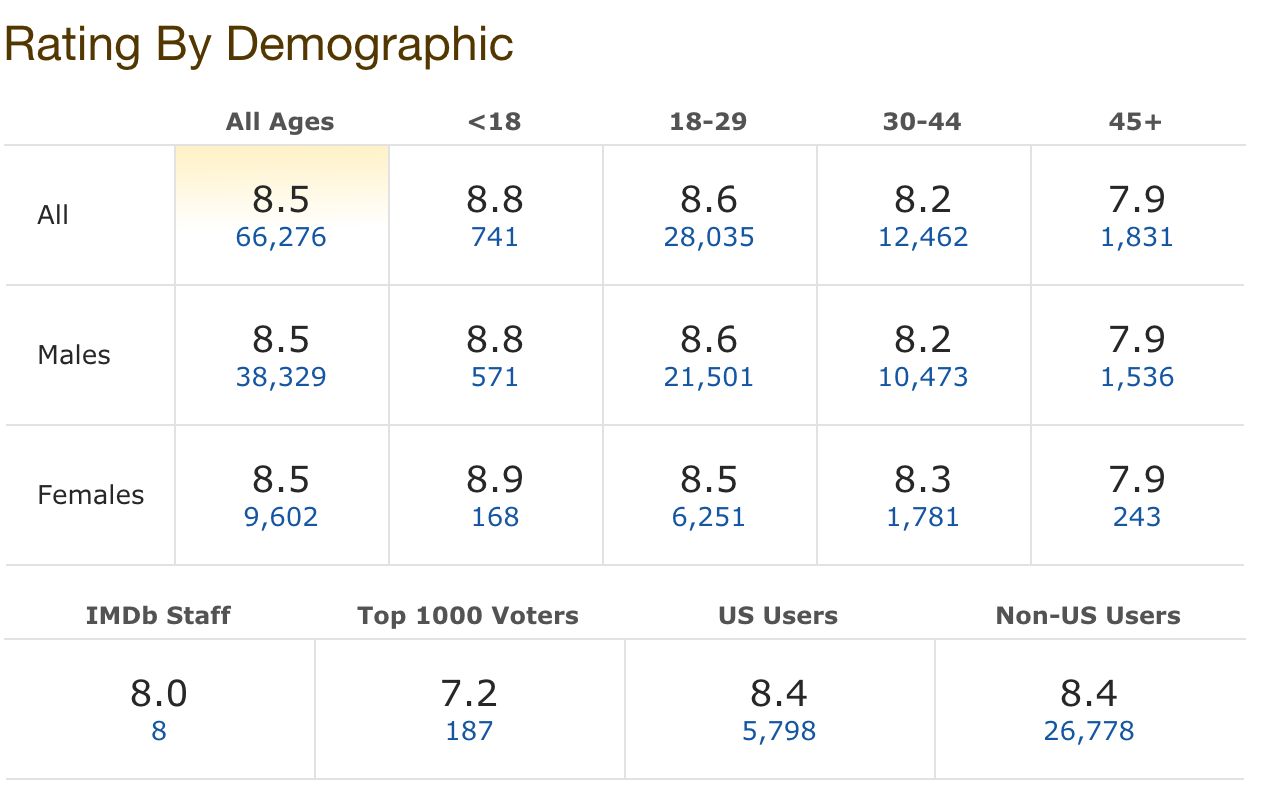 Rating By Demographic
All Ages <18 18-29 30-44 45+
All 8.5 8.8 8.6 8.2 7.9
66,276 741 28,035 12,462 1,831
Males 8.5 8.8 8.6 8.2 7.9
38,329 571 21,501 10,473 1,536
Females 8.5 8.9 8.5 8.3 7.9
9,602 168 6,251 1,781 243
IMDb Staff Top 1000 Voters US Users Non-US Users
8.0 7.2 8.4 8.4
8 187 5,798 26,778